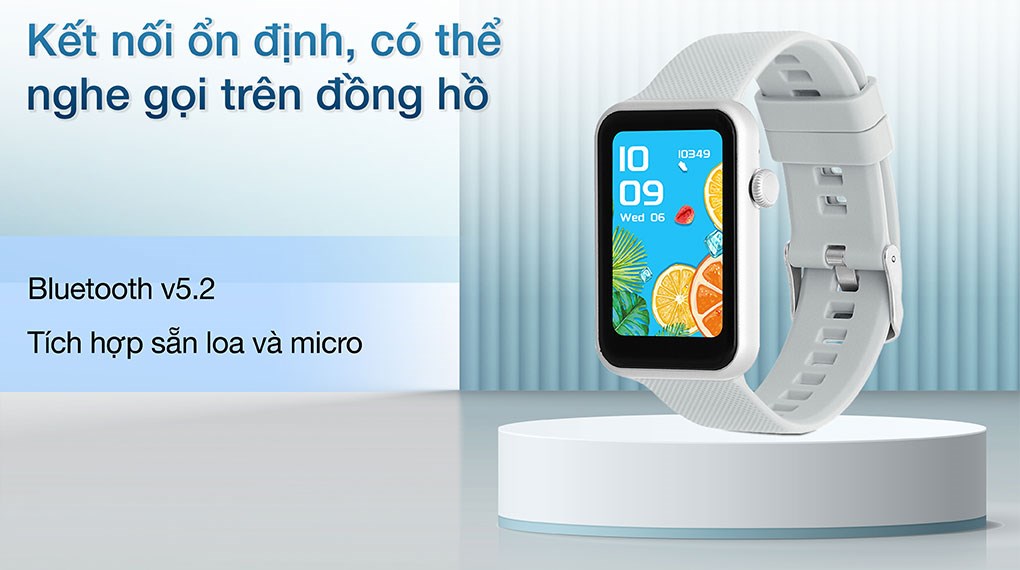 Kết nối ổn định, có thể
nghe gọi trên đồng hồ
Bluetooth v5.2
Tích hợp sẵn loa và micro
10
09
10349
Wed 06